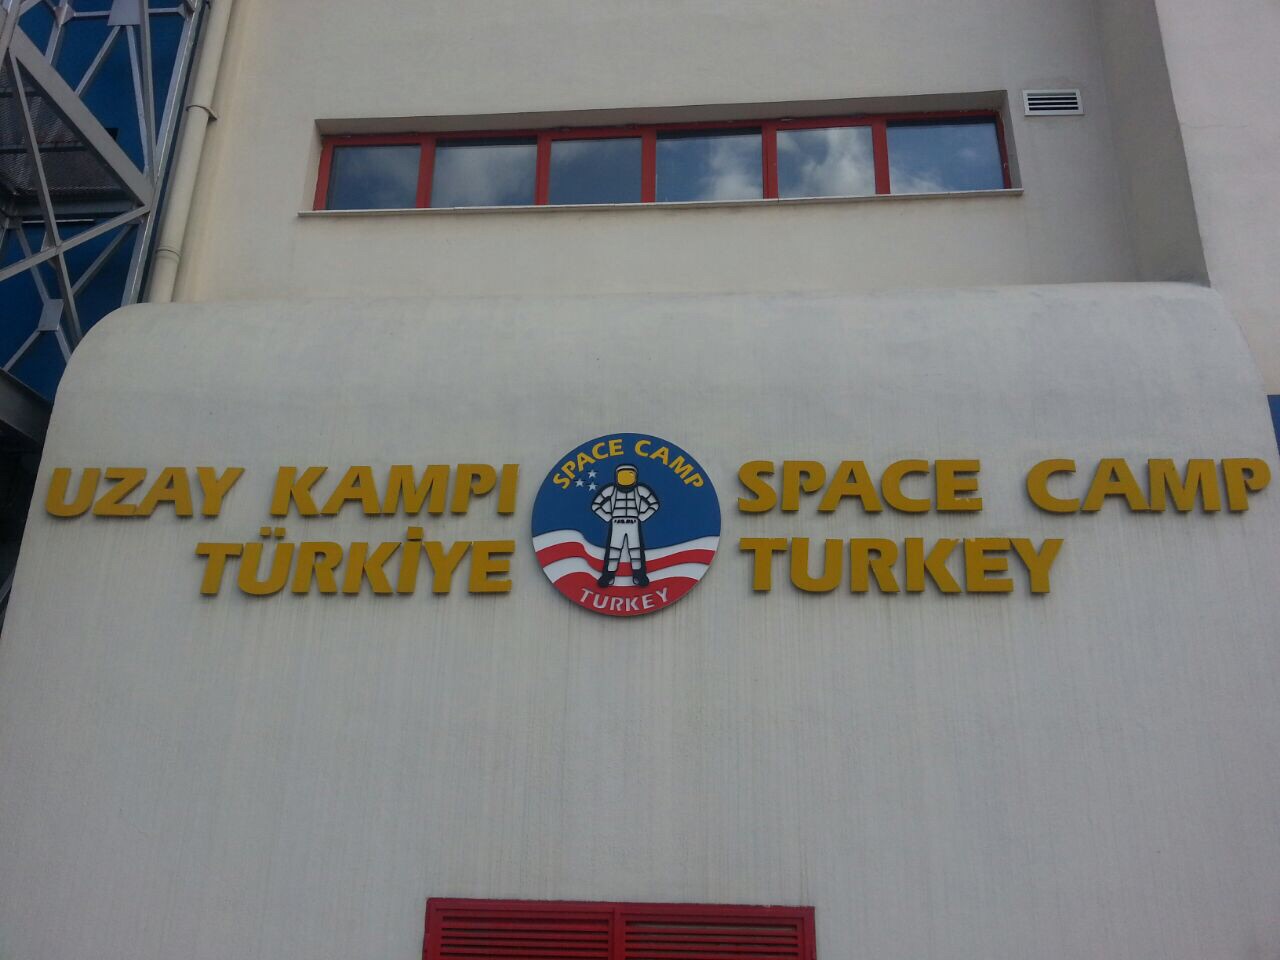 UZAY KAMPI
TÜRKİYE
SPACE CAMP
TURKEY
SPACE CAMP
TURKEY